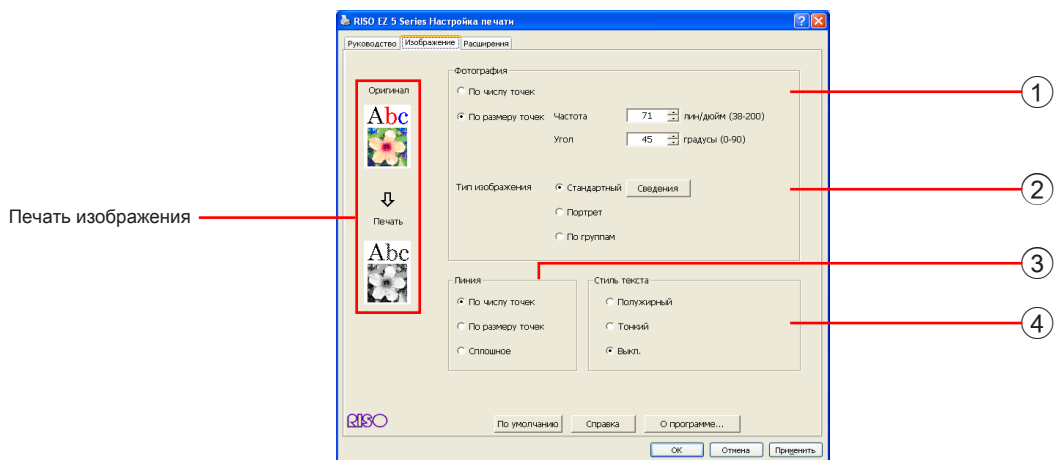 RISO EZ 5 Series Настройка печати
Руководство Изображение Расширения
Оригинал
Abc
Печать
Abc
Печать изображения
Фотография
По числу точек
По размеру точек Частота 71 лин/дюйм (38-200)
Угол 45 градусы (0-90)
Тип изображения Стандартный Сведения
Портрет
По группам
Линия
По числу точек
По размеру точек
Сплошное
Стиль текста
Полужирный
Тонкий
Выкл.
1
2
3
4
RISO
По умолчанию Справка О программе...
OK Отмена Применить